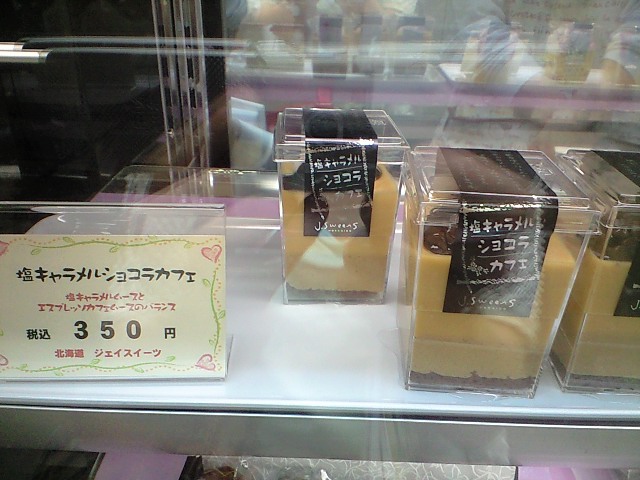 塩キャラメルショコラカフェ
塩キャラメルムースと
エスプレッソカフェムースのバランス
税込 350 円
北海道 ジェイスイーツ
塩キャラメル
ショコラ
カフェ
J.Sweets
塩キャラメル
ショコラ
カフェ
J.Sweets